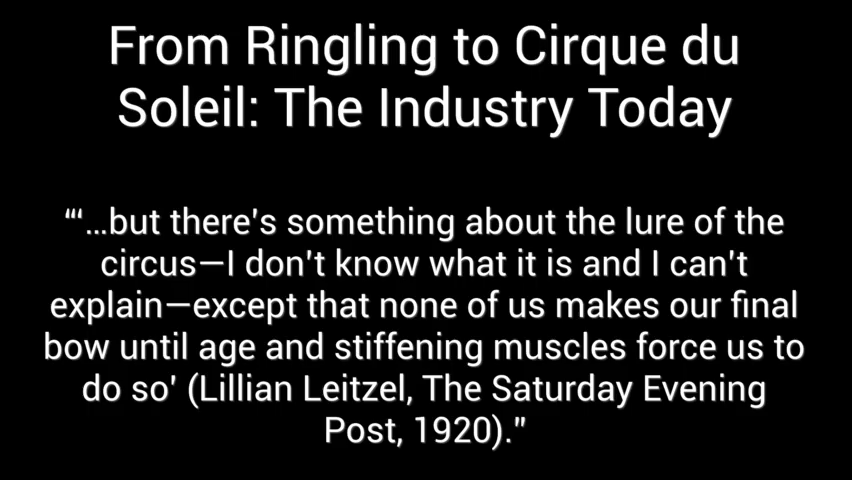 From Ringling to Cirque du
Soleil: The Industry Today
“‘…but there's something about the lure of the
circus—I don't know what it is and I can't
explain—except that none of us makes our final
bow until age and stiffening muscles force us to
do so' (Lillian Leitzel, The Saturday Evening
Post, 1920)."